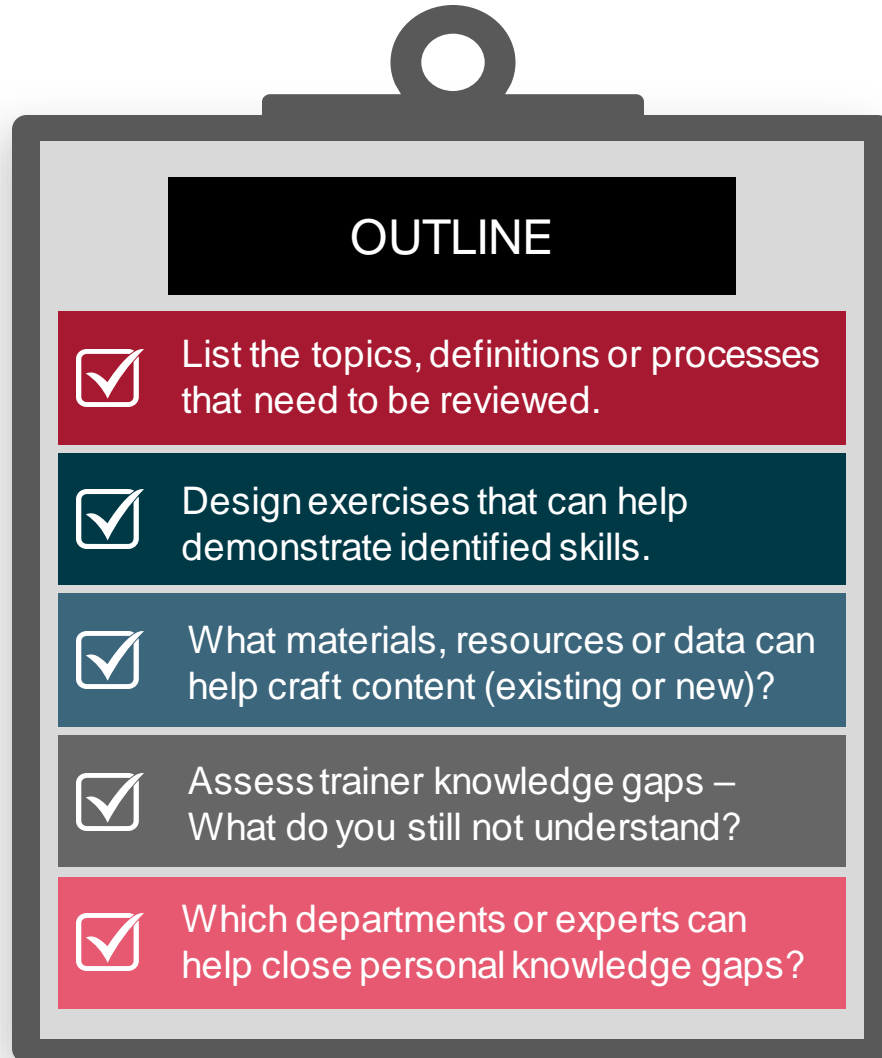 OUTLINE
List the topics, definitions or processes
that need to be reviewed.
Design exercises that can help
demonstrate identified skills.
What materials, resources or data can
help craft content (existing or new)?
Assess trainer knowledge gaps –
What do you still not understand?
Which departments or experts can
help close personal knowledge gaps?